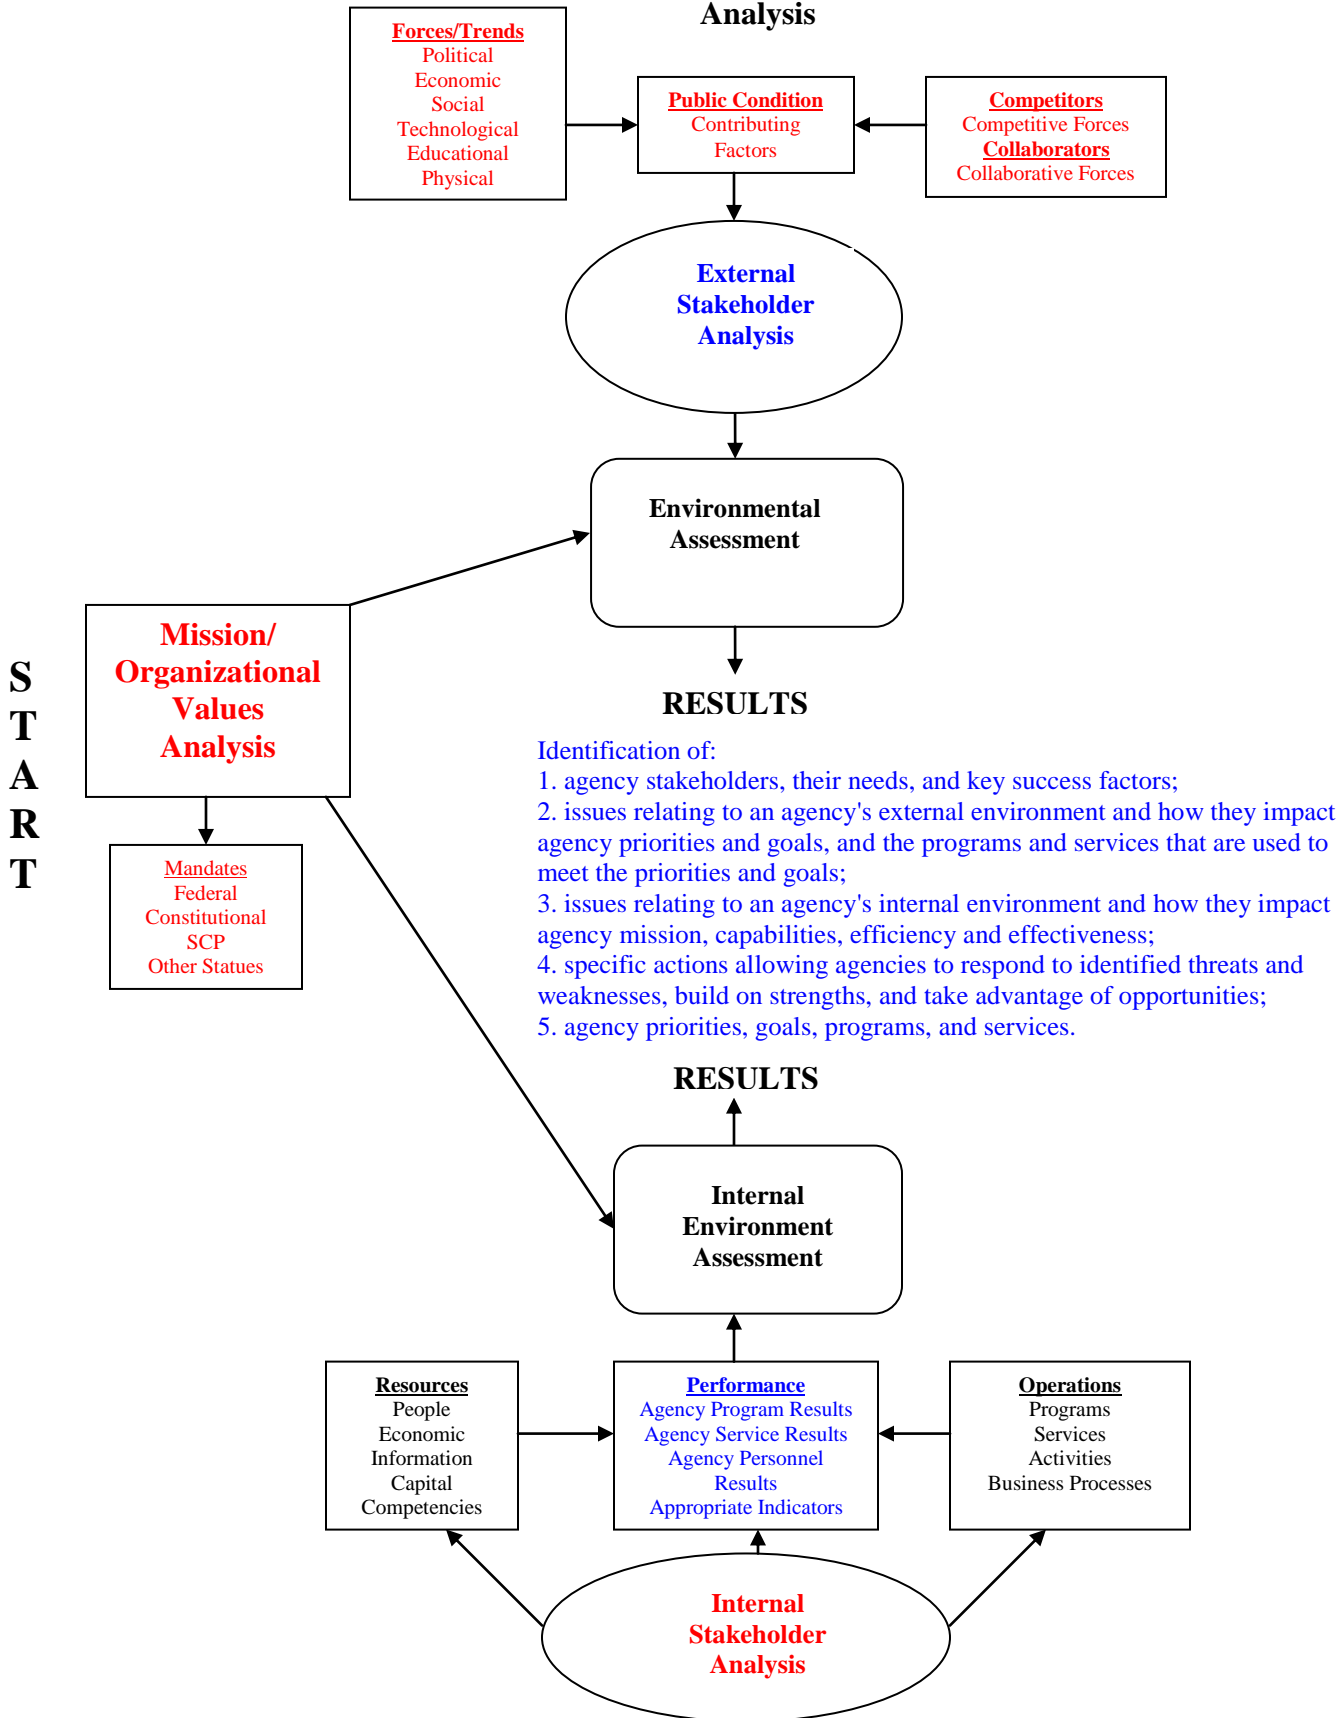 Analysis
Forces/Trends
Political
Economic
Social
Technological
Educational
Physical
Public Condition
Contributing
Factors
Competitors
Competitive Forces
Collaborators
Collaborative Forces
External
Stakeholder
Analysis
Environmental
Assessment
S
T
A
R
T
Mission/
Organizational
Values
Analysis
Mandates
Federal
Constitutional
SCP
Other Statues
RESULTS
Identification of:
1. agency stakeholders, their needs, and key success factors;
2. issues relating to an agency's external environment and how they impact
agency priorities and goals, and the programs and services that are used to
meet the priorities and goals;
3. issues relating to an agency's internal environment and how they impact
agency mission, capabilities, efficiency and effectiveness;
4. specific actions allowing agencies to respond to identified threats and
weaknesses, build on strengths, and take advantage of opportunities;
5. agency priorities, goals, programs, and services.
RESULTS
Internal
Environment
Assessment
Resources
People
Economic
Information
Capital
Competencies
Performance
Agency Program Results
Agency Service Results
Agency Personnel
Results
Appropriate Indicators
Operations
Programs
Services
Activities
Business Processes
Internal
Stakeholder
Analysis